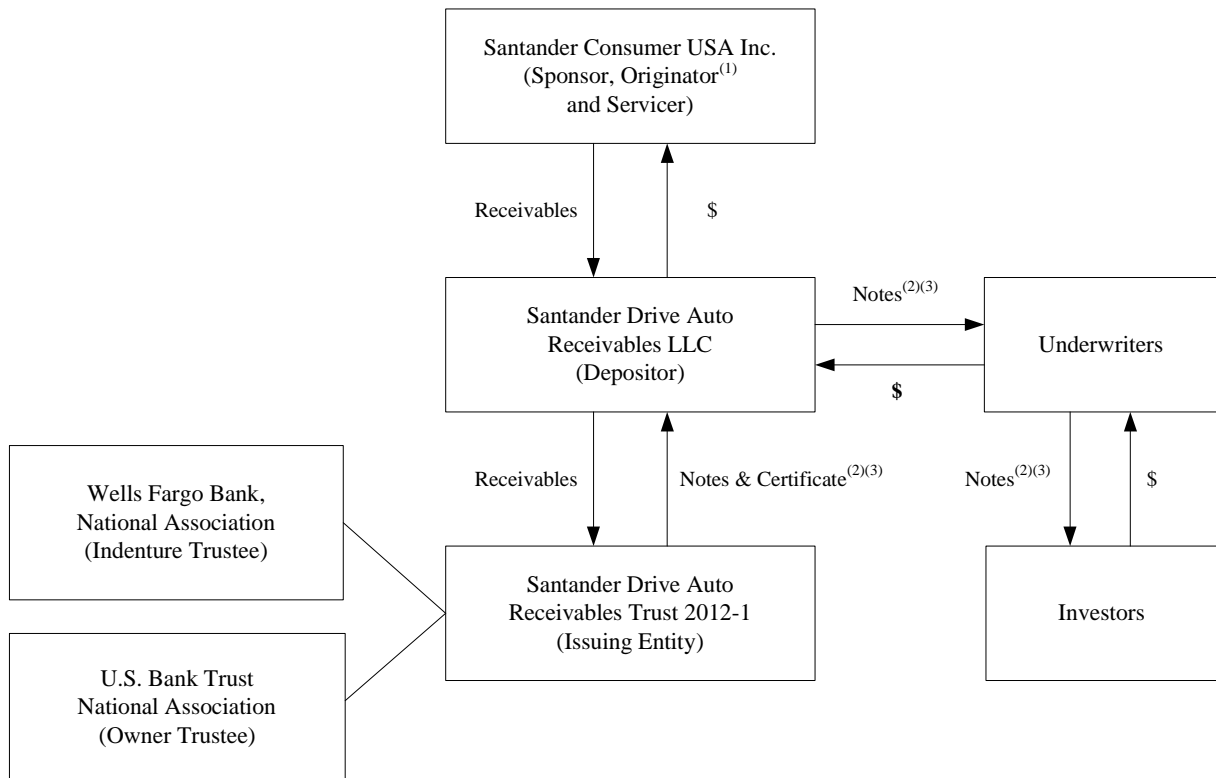 Santander Consumer USA Inc.
(Sponsor, Originator(1)
and Servicer)
Receivables
$
Santander Drive Auto
Receivables LLC
(Depositor)
Notes(2)(3)
$
Underwriters
Receivables
Notes & Certificate(2)(3)
Notes(2)(3)
$
Wells Fargo Bank,
National Association
(Indenture Trustee)
Santander Drive Auto
Receivables Trust 2012-1
(Issuing Entity)
Investors
U.S. Bank Trust
National Association
(Owner Trustee)